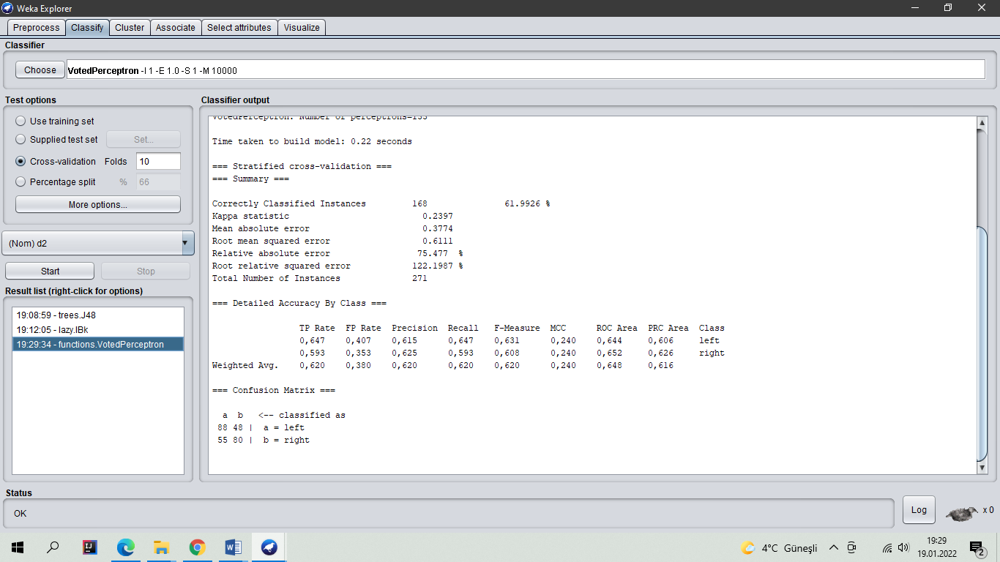 Weka Explorer
Preprocess Classify Cluster Associate Select attributes Visualize
Classifier
Choose VotedPerceptron -I 1 -E 1.0 -S 1 -M 10000
Test options
Use training set
Supplied test set Set...
Cross-validation Folds 10
Percentage split % 66
More options...
(Nom) d2
Start Stop
Result list (right-click for options)
19:08:59 - trees.J48
19:12:05 - lazy.IBk
19:29:34 - functions.VotedPerceptron
Classifier output
VotedPerceptron: Number of perceptrons=
Time taken to build model: 0.22 seconds
=== Stratified cross-validation ===
=== Summary ===
Correctly Classified Instances 168 61.9926 %
Kappa statistic 0.2397
Mean absolute error 0.3774
Root mean squared error 0.6111
Relative absolute error 75.477 %
Root relative squared error 122.1987 %
Total Number of Instances 271
=== Detailed Accuracy By Class ===
TP Rate FP Rate Precision Recall F-Measure MCC ROC Area PRC Area Class
0,647 0,407 0,615 0,647 0,631 0,240 0,644 0,606 left
0,593 0,353 0,625 0,593 0,608 0,240 0,652 0,626 right
Weighted Avg. 0,620 0,380 0,620 0,620 0,620 0,240 0,648 0,616
=== Confusion Matrix ===
a b <-- classified as
88 48 | a = left
55 80 | b = right
Status
OK
Log x 0
4°C Güneşli
19:29
19.01.2022
2